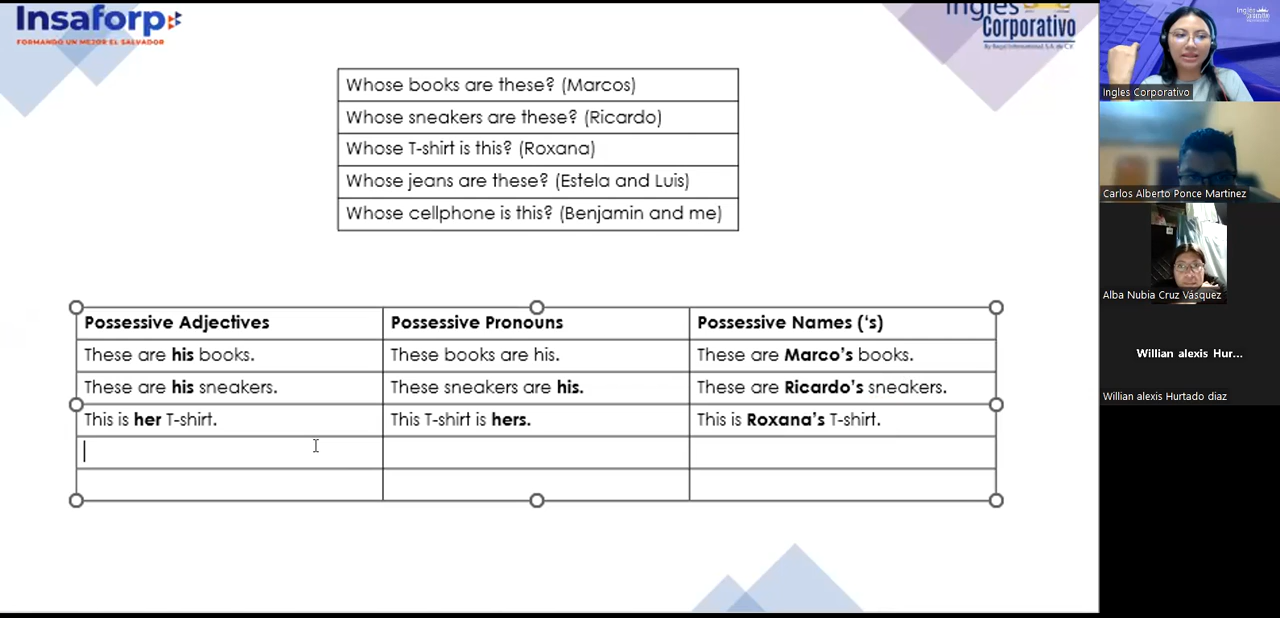 Insaforp
FORMANDO UN MEJOR EL SALVADOR
Ingles
Corporativo
Whose books are these? (Marcos)
Whose sneakers are these? (Ricardo)
Whose T-shirt is this? (Roxana)
Whose jeans are these? (Estela and Luis)
Whose cellphone is this? (Benjamin and me)
Possessive Adjectives Possessive Pronouns Possessive Names ('s)
These are his books. These books are his. These are Marco's books.
These are his sneakers. These sneakers are his. These are Ricardo's sneakers.
This is her T-shirt. This T-shirt is hers. This is Roxana's T-shirt.
Ingles Corporativo
Carlos Alberto Ponce Martinez
Alba Nubia Cruz Vásquez
Willian alexis Hur...
Willian alexis Hurtado diaz